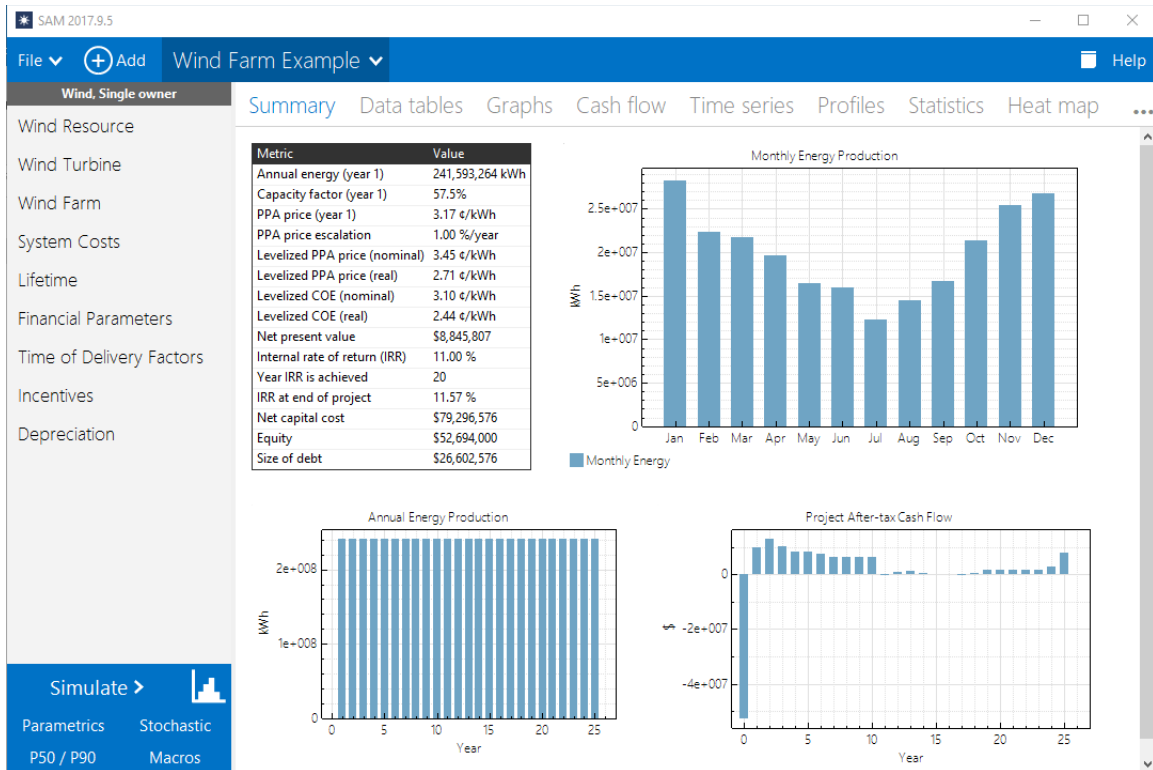 SAM 2017.9.5
File Add Wind Farm Example Help
Wind, Single owner
Wind Resource
Wind Turbine
Wind Farm
System Costs
Lifetime
Financial Parameters
Time of Delivery Factors
Incentives
Depreciation
Simulate >
Parametrics Stochastic
P50 / P90 Macros
Summary Data tables Graphs Cash flow Time series Profiles Statistics Heat map ...
Metric Value
Annual energy (year 1) 241,593,264 kWh
Capacity factor (year 1) 57.5%
PPA price (year 1) 3.17 ¢/kWh
PPA price escalation 1.00 %/year
Levelized PPA price (nominal) 3.45 ¢/kWh
Levelized PPA price (real) 2.71 ¢/kWh
Levelized COE (nominal) 3.10 ¢/kWh
Levelized COE (real) 2.44 ¢/kWh
Net present value $8,845,807
Internal rate of return (IRR) 11.00 %
Year IRR is achieved 20
IRR at end of project 11.57 %
Net capital cost $79,296,576
Equity $52,694,000
Size of debt $26,602,576
Monthly Energy Production
kWh
2.5e+007
2e+007
1.5e+007
1e+007
5e+006
0
Jan Feb Mar Apr May Jun Jul Aug Sep Oct Nov Dec
Monthly Energy
Annual Energy Production
kWh
2e+008
1e+008
0
0 5 10 15 20 25
Year
Project After-tax Cash Flow
$
0
-2e+007
-4e+007
0 5 10 15 20 25
Year